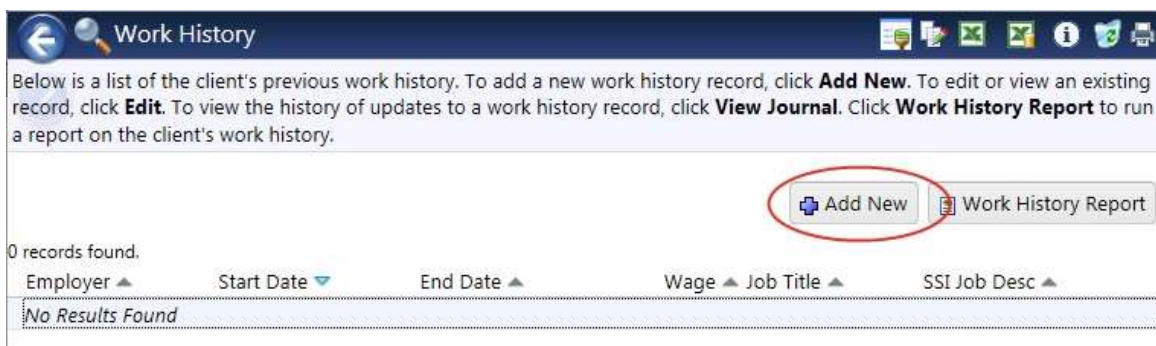 Work History
Below is a list of the client's previous work history. To add a new work history record, click Add New. To edit or view an existing
record, click Edit. To view the history of updates to a work history record, click View Journal. Click Work History Report to run
a report on the client's work history.
Add New Work History Report
0 records found.
Employer Start Date End Date Wage Job Title SSI Job Desc
No Results Found